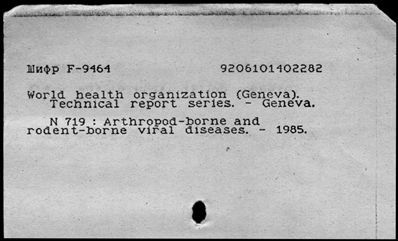 Шифр F-9464 9206101402282
World health organization (Geneva).
Technical report series. - Geneva.
N 719 : Arthropod-borne and
rodent-borne viral diseases. - 1985.